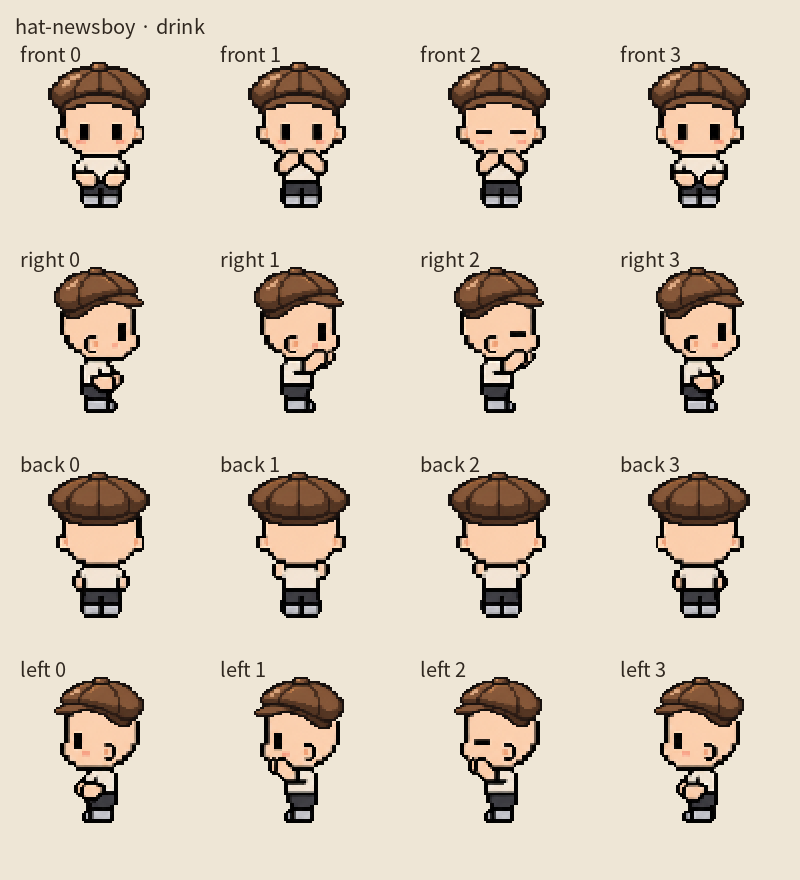 hat-newsboy · drink
front 0 front 1 front 2 front 3
right 0 right 1 right 2 right 3
back 0 back 1 back 2 back 3
left 0 left 1 left 2 left 3